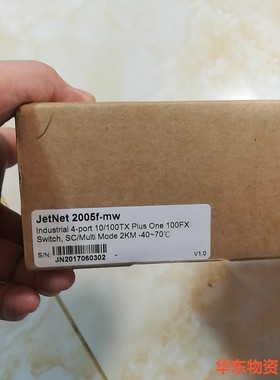 JetNet 2005f-mw
Industrial 4-port 10/100TX Plus One 100FX
Switch, SC/Multi Mode 2KM -40~70℃
S/N: JN2017060302 - V1.0
华东物资